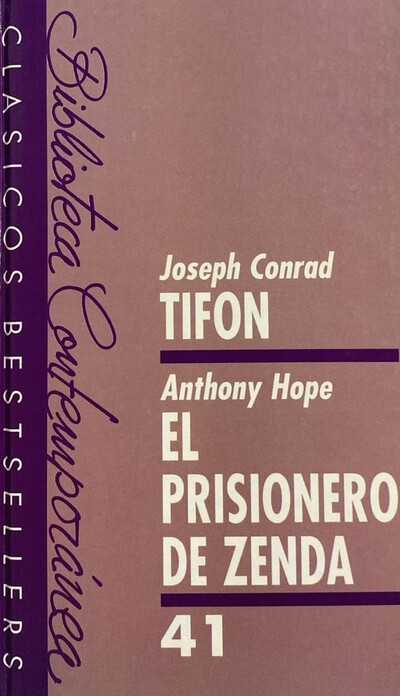 CLASICOS BESTSELLERS
Biblioteca Contemporánea
Joseph Conrad
TIFON
Anthony Hope
EL
PRISIONERO
DE ZENDA
41